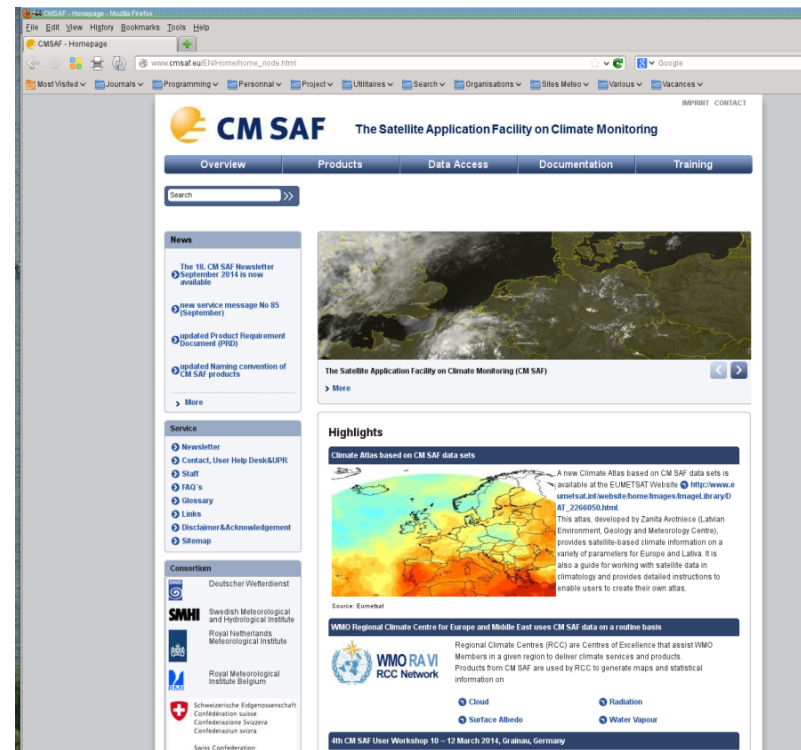 CMSAF - Homepage - Mozilla Firefox
File Edit View History Bookmarks Tools Help
CMSAF - Homepage
www.cmsaf.eu/EN/Home/home_node.html
Google
Most Visited Journals Programming Personnal Project Utilitaires Search Organisations Sites Meteo Various Vacances
IMPRINT CONTACT
CM SAF
The Satellite Application Facility on Climate Monitoring
Overview Products Data Access Documentation Training
Search
News
The 18. CM SAF Newsletter
September 2014 is now
available
new service message No 85
(September)
updated Product Requirement
Document (PRD)
updated Naming convention of
CM SAF products
More
The Satellite Application Facility on Climate Monitoring (CM SAF)
More
Service
Newsletter
Contact, User Help Desk&UPR
Staff
FAQ´s
Glossary
Links
Disclaimer&Acknowledgement
Sitemap
Consortium
Deutscher Wetterdienst
SMHI
Swedish Meteorological
and Hydrological Institute
Royal Netherlands
Meteorological Institute
RMI
Royal Meteorological
Institute Belgium
Schweizerische Eidgenossenschaft
Confédération suisse
Confederazione Svizzera
Confederaziun svizra
Swiss Confederation
Highlights
Climate Atlas based on CM SAF data sets
A new Climate Atlas based on CM SAF data sets is
available at the EUMETSAT Website http://www.e
umetsat.int/website/home/Images/ImageLibrary/D
AT_2266050.html.
This atlas, developed by Zanita Avotniece (Latvian
Environment, Geology and Meteorology Centre),
provides satellite-based climate information on a
variety of parameters for Europe and Lativa. It is
also a guide for working with satellite data in
climatology and provides detailed instructions to
enable users to create their own atlas.
Source: Eumetsat
WMO Regional Climate Centre for Europe and Middle East uses CM SAF data on a routine basis
WMO RA VI
RCC Network
Regional Climate Centres (RCC) are Centres of Excellence that assist WMO
Members in a given region to deliver climate services and products.
Products from CM SAF are used by RCC to generate maps and statistical
information on
Cloud Radiation
Surface Albedo Water Vapour
4th CM SAF User Workshop 10 – 12 March 2014, Grainau, Germany